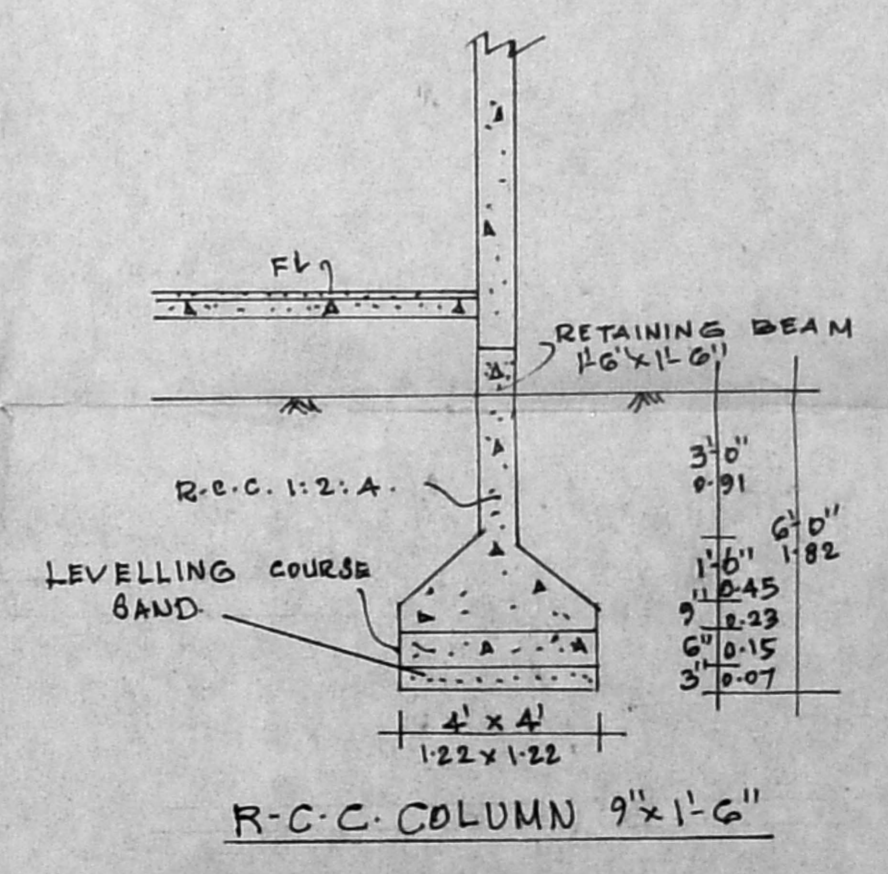 FL
RETAINING BEAM
1'-6" x 1'-6"
3'-0"
0.91
R.C.C. 1:2:4.
6'-0"
1.82
LEVELLING COURSE
SAND
1'-6"
0.45
9" 0.23
6" 0.15
3" 0.07
4' x 4'
1.22 x 1.22
R.C.C. COLUMN 9" x 1'-6"